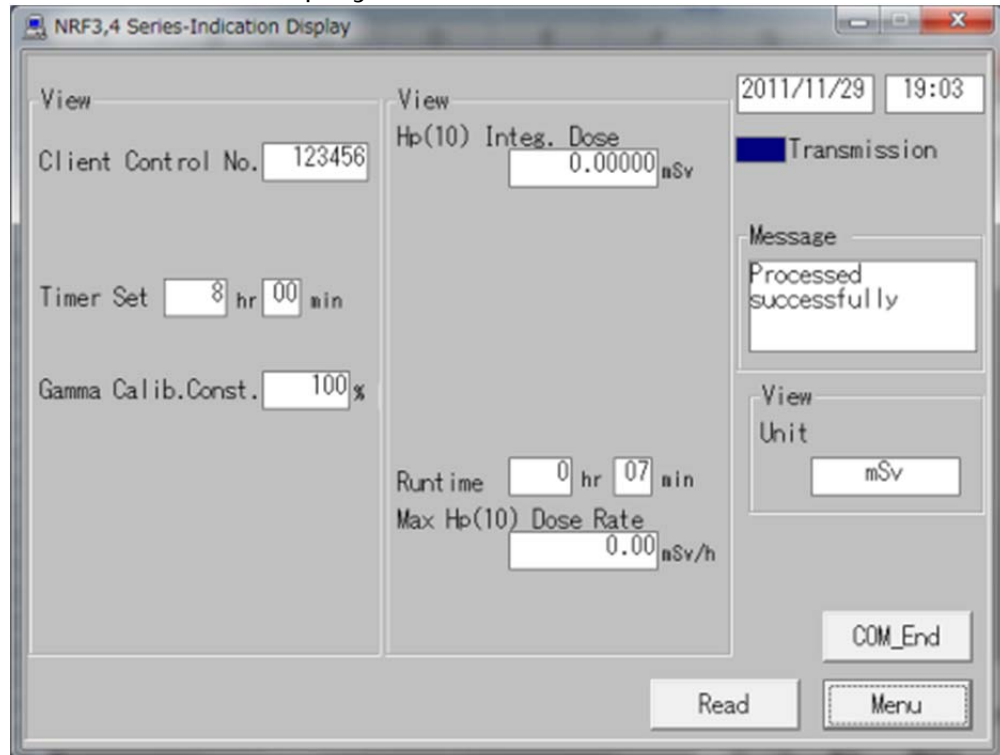 NRF3,4 Series-Indication Display
View
Client Control No. 123456
Timer Set 8 hr 00 min
Gamma Calib.Const. 100 %
View
Hp(10) Integ. Dose
0.00000 mSv
Runtime 0 hr 07 min
Max Hp(10) Dose Rate
0.00 mSv/h
2011/11/29 19:03
Transmission
Message
Processed
successfully
View
Unit
mSv
COM_End
Read Menu